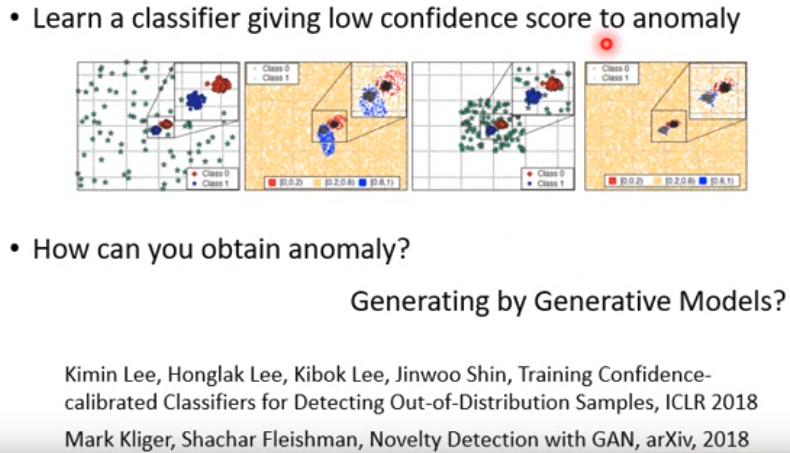 • Learn a classifier giving low confidence score to anomaly
Class 0
Class 1
Class 0
Class 1
[0,0.2) [0.2,0.8) [0.8,1)
Class 0
Class 1
Class 0
Class 1
[0,0.2) [0.2,0.8) [0.8,1)
• How can you obtain anomaly?
Generating by Generative Models?
Kimin Lee, Honglak Lee, Kibok Lee, Jinwoo Shin, Training Confidence-
calibrated Classifiers for Detecting Out-of-Distribution Samples, ICLR 2018
Mark Kliger, Shachar Fleishman, Novelty Detection with GAN, arXiv, 2018